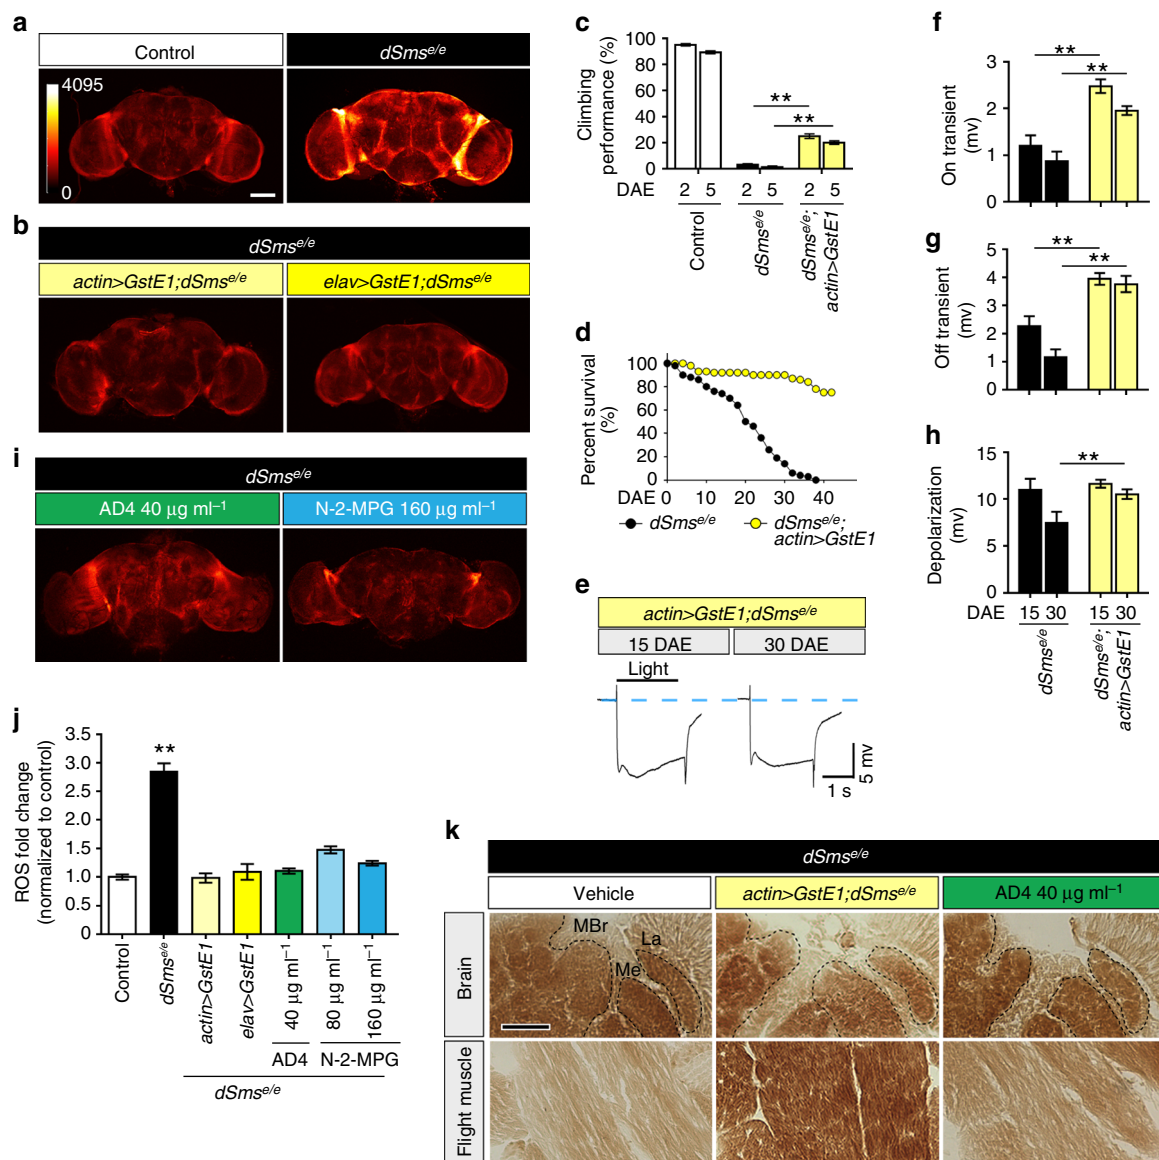 a
Control
dSms^e/e
4095
0
b
dSms^e/e
actin>GstE1;dSms^e/e
elav>GstE1;dSms^e/e
i
dSms^e/e
AD4 40 μg ml⁻¹
N-2-MPG 160 μg ml⁻¹
c
Climbing
performance (%)
100
80
60
40
20
0
**
**
DAE 2 5 2 5 2 5
Control
dSms^e/e
dSms^e/e;
actin>GstE1
d
Percent survival
(%)
100
80
60
40
20
0
DAE 0 10 20 30 40
dSms^e/e
dSms^e/e;
actin>GstE1
e
actin>GstE1;dSms^e/e
15 DAE
30 DAE
Light
5 mv
1 s
f
On transient
(mv)
3
2
1
0
**
**
g
Off transient
(mv)
5
4
3
2
1
0
**
**
h
Depolarization
(mv)
15
10
5
0
**
DAE 15 30 15 30
dSms^e/e
dSms^e/e;
actin>GstE1
j
ROS fold change
(normalized to control)
3.5
3.0
2.5
2.0
1.5
1.0
0.5
0
**
Control
dSms^e/e
actin>GstE1
elav>GstE1
40 μg ml⁻¹
80 μg ml⁻¹
160 μg ml⁻¹
AD4
N-2-MPG
dSms^e/e
k
dSms^e/e
Vehicle
actin>GstE1;dSms^e/e
AD4 40 μg ml⁻¹
Brain
MBr
La
Me
Flight muscle